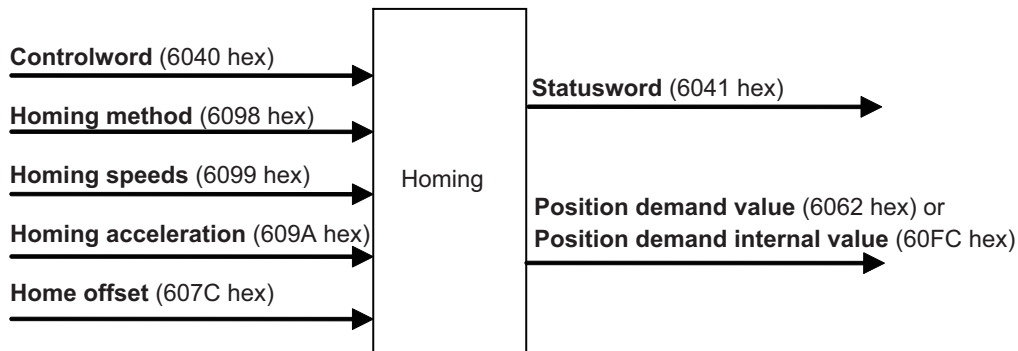 Controlword (6040 hex)
Homing method (6098 hex)
Homing speeds (6099 hex)
Homing acceleration (609A hex)
Home offset (607C hex)
Homing
Statusword (6041 hex)
Position demand value (6062 hex) or
Position demand internal value (60FC hex)